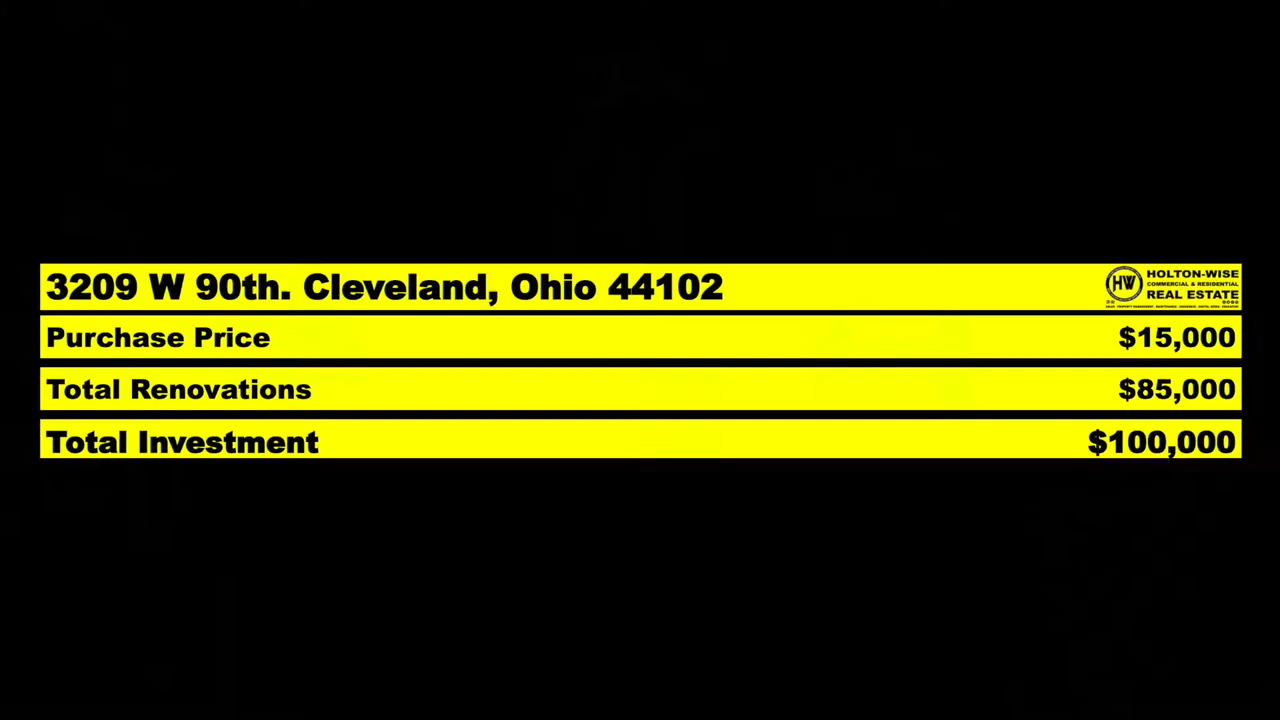 3209 W 90th. Cleveland, Ohio 44102
HW
HOLTON-WISE
COMMERCIAL & RESIDENTIAL
REAL ESTATE
Purchase Price $15,000
Total Renovations $85,000
Total Investment $100,000